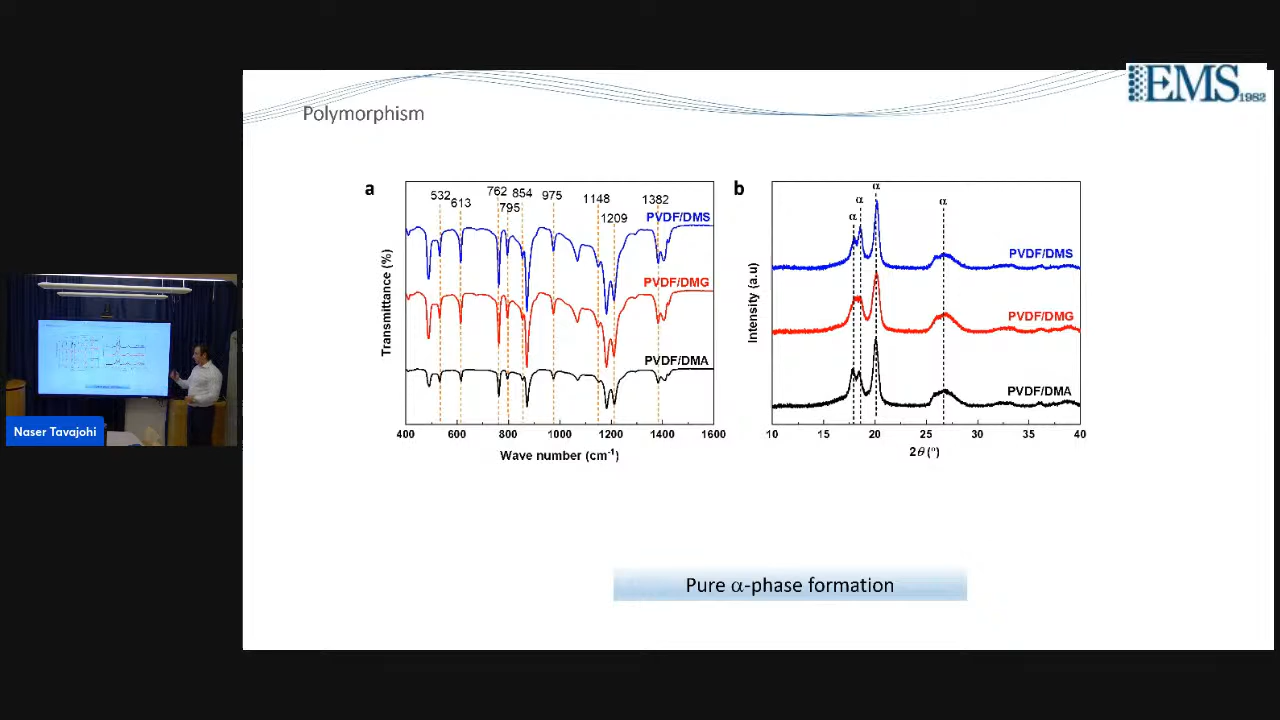 EMS 1982
Polymorphism
a
532
613
762
795
854
975
1148
1209
1382
PVDF/DMS
PVDF/DMG
PVDF/DMA
Transmittance (%)
400 600 800 1000 1200 1400 1600
Wave number (cm-1)
b
α α α α
PVDF/DMS
PVDF/DMG
PVDF/DMA
Intensity (a.u)
10 15 20 25 30 35 40
2θ (°)
Naser Tavajohi
Pure α-phase formation